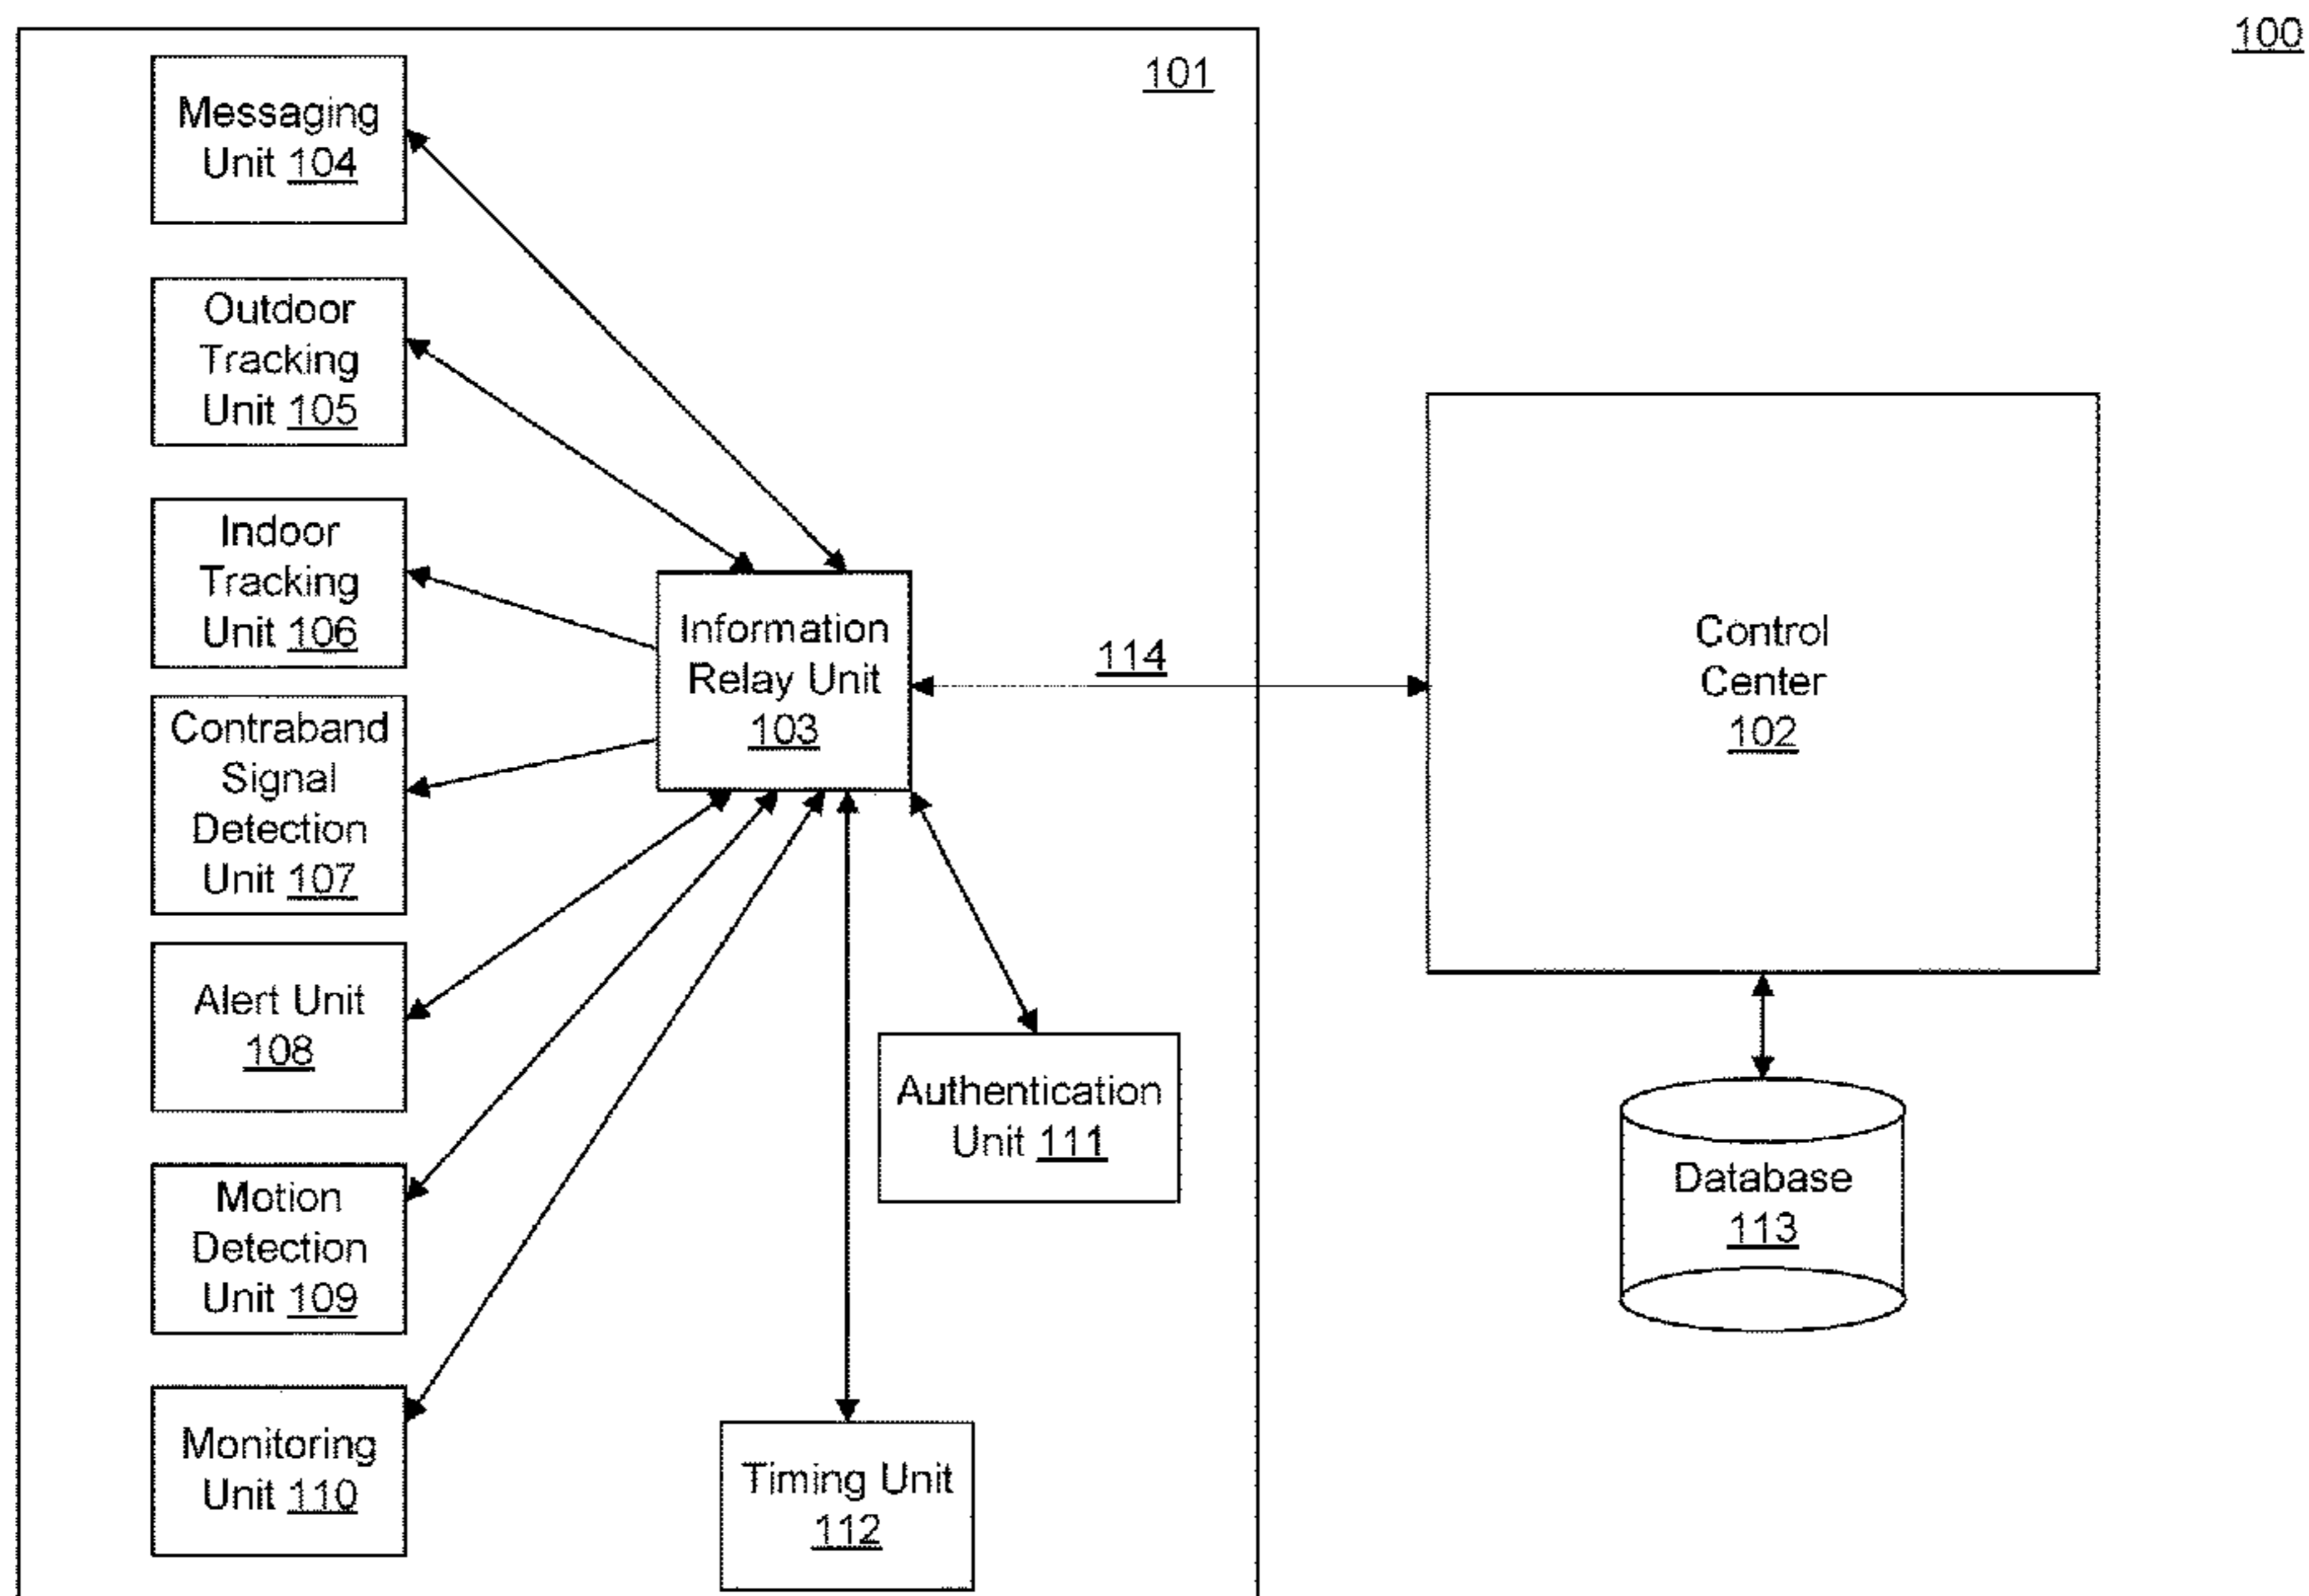 100
101
Messaging
Unit 104
Outdoor
Tracking
Unit 105
Indoor
Tracking
Unit 106
Contraband
Signal
Detection
Unit 107
Alert Unit
108
Motion
Detection
Unit 109
Monitoring
Unit 110
Information
Relay Unit
103
114
Authentication
Unit 111
Timing Unit
112
Control
Center
102
Database
113